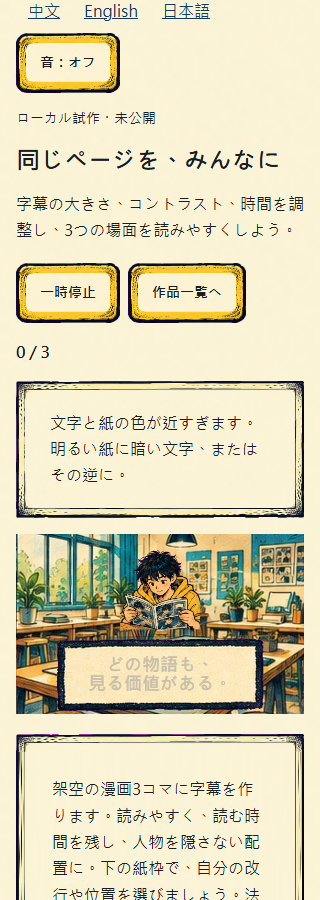 中文 English 日本語
音：オフ
ローカル試作・未公開
同じページを、みんなに
字幕の大きさ、コントラスト、時間を調
整し、3つの場面を読みやすくしよう。
一時停止 作品一覧へ
0 / 3
文字と紙の色が近すぎます。
明るい紙に暗い文字、または
その逆に。
どの物語も、
見る価値がある。
架空の漫画3コマに字幕を作
ります。読みやすく、読む時
間を残し、人物を隠さない配
置に。下の紙枠で、自分の改
行や位置を選びましょう。法